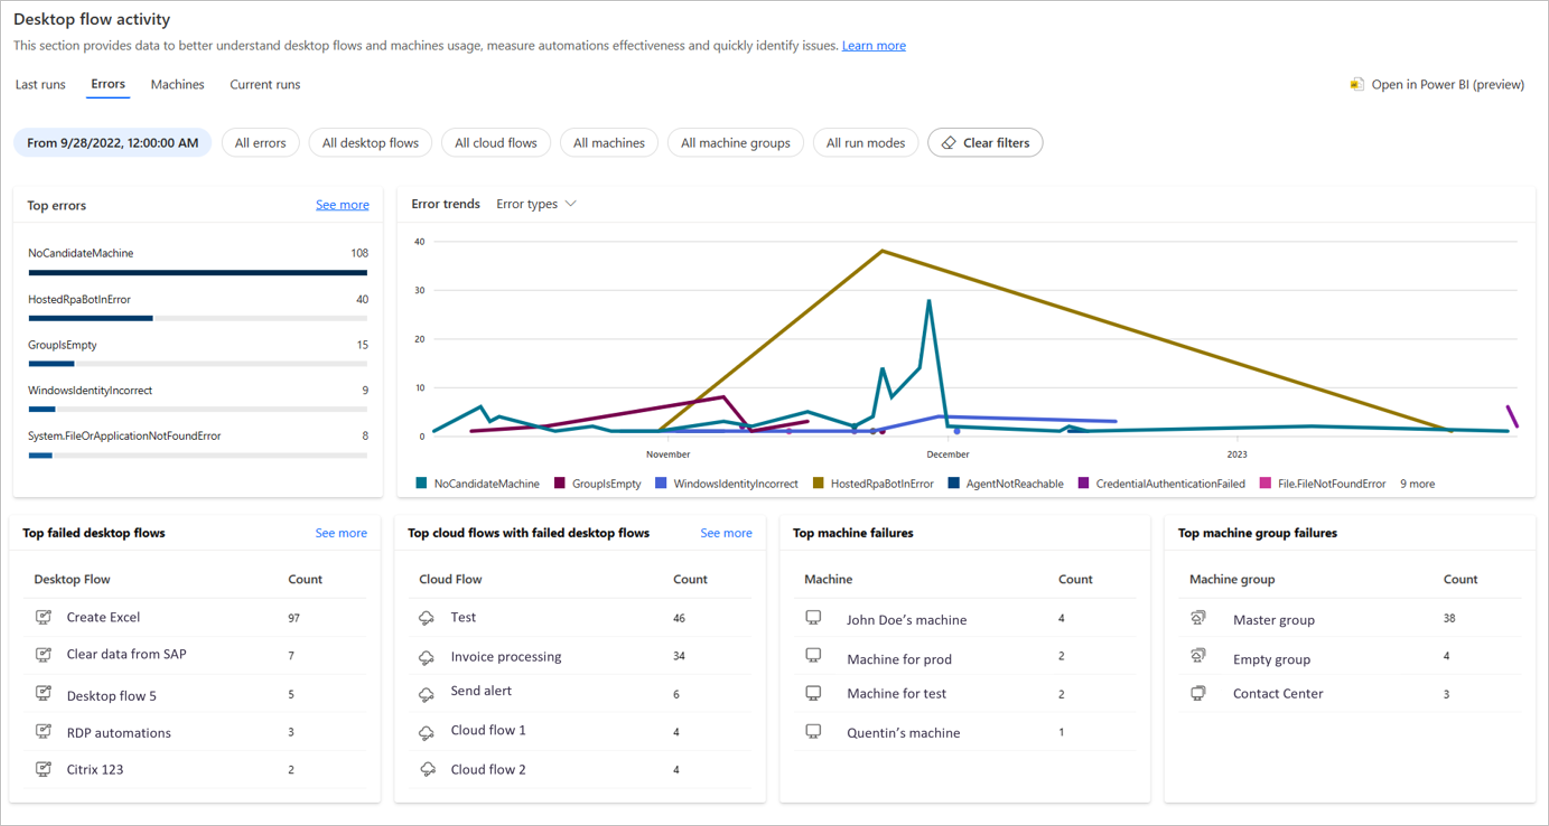 Desktop flow activity
This section provides data to better understand desktop flows and machines usage, measure automations effectiveness and quickly identify issues. Learn more
Last runs Errors Machines Current runs Open in Power BI (preview)
From 9/28/2022, 12:00:00 AM All errors All desktop flows All cloud flows All machines All machine groups All run modes Clear filters
Top errors See more
NoCandidateMachine 108
HostedRpaBotInError 40
GroupIsEmpty 15
WindowsIdentityIncorrect 9
System.FileOrApplicationNotFoundError 8
Error trends Error types
40
30
20
10
0
November December 2023
NoCandidateMachine GroupIsEmpty WindowsIdentityIncorrect HostedRpaBotInError AgentNotReachable CredentialAuthenticationFailed File.FileNotFoundError 9 more
Top failed desktop flows See more
Desktop Flow Count
Create Excel 97
Clear data from SAP 7
Desktop flow 5 5
RDP automations 3
Citrix 123 2
Top cloud flows with failed desktop flows See more
Cloud Flow Count
Test 46
Invoice processing 34
Send alert 6
Cloud flow 1 4
Cloud flow 2 4
Top machine failures
Machine Count
John Doe’s machine 4
Machine for prod 2
Machine for test 2
Quentin’s machine 1
Top machine group failures
Machine group Count
Master group 38
Empty group 4
Contact Center 3